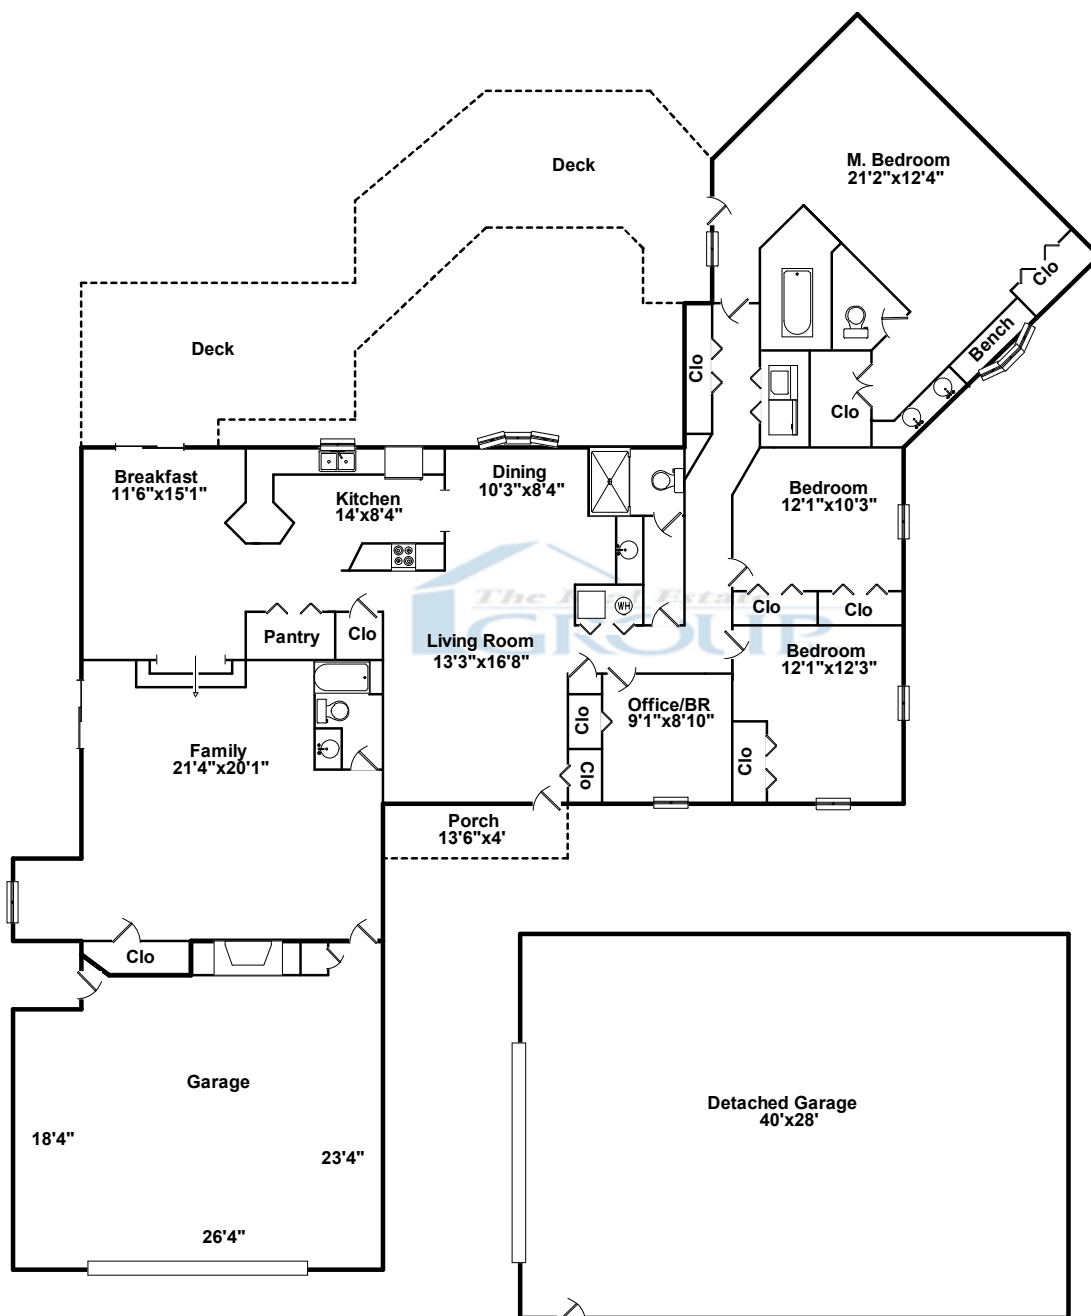 Deck
M. Bedroom
21'2"x12'4"
Deck
Clo
Bench
Clo
Clo
Breakfast
11'6"x15'1"
Kitchen
14'x8'4"
Dining
10'3"x8'4"
Bedroom
12'1"x10'3"
The Real Estate
GROUP
WH
Clo
Clo
Pantry
Clo
Living Room
13'3"x16'8"
Bedroom
12'1"x12'3"
Office/BR
9'1"x8'10"
Clo
Clo
Clo
Family
21'4"x20'1"
Porch
13'6"x4'
Clo
Garage
18'4"
23'4"
26'4"
Detached Garage
40'x28'